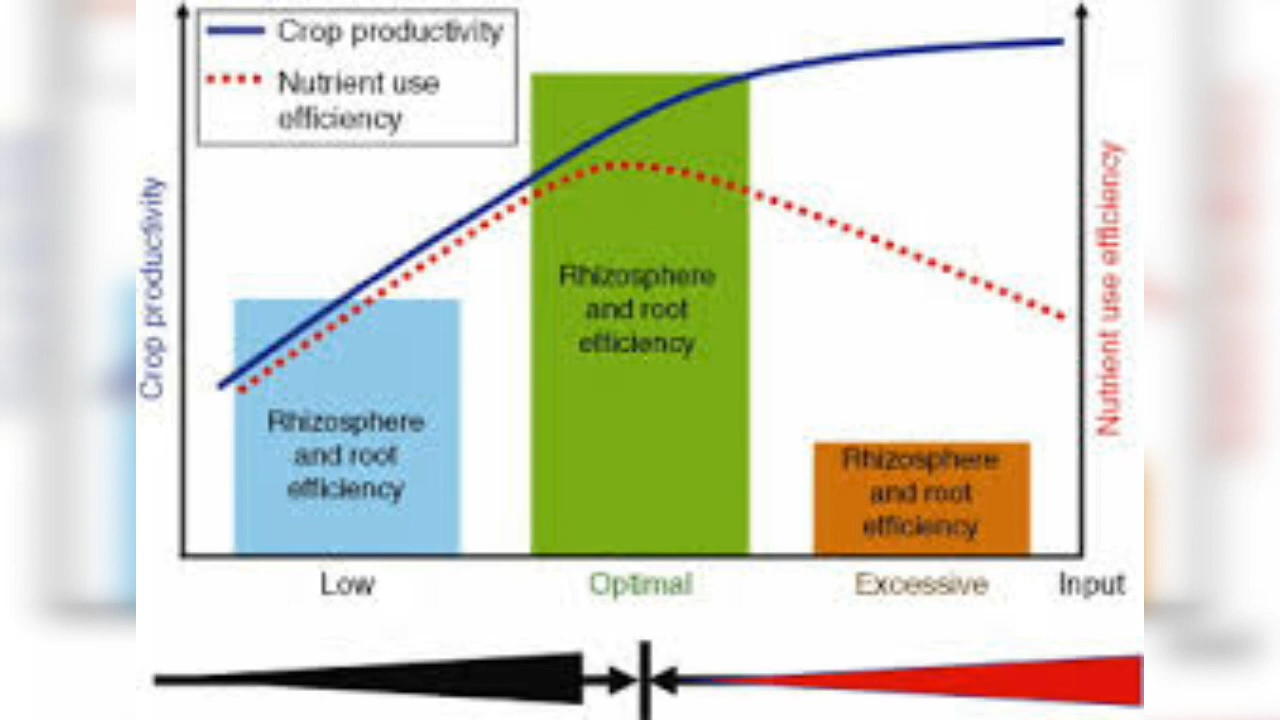 Crop productivity
Nutrient use
efficiency
Crop productivity
Nutrient use efficiency
Rhizosphere
and root
efficiency
Rhizosphere
and root
efficiency
Rhizosphere
and root
efficiency
Low
Optimal
Excessive
Input